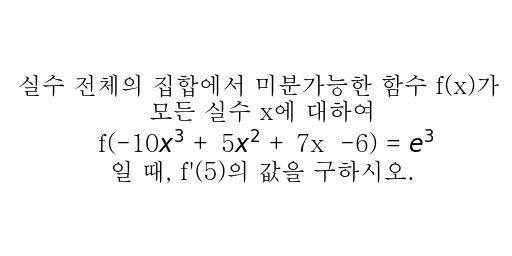 실수 전체의 집합에서 미분가능한 함수 f(x)가
모든 실수 x에 대하여
f(-10x³ + 5x² + 7x -6) = e³
일 때, f'(5)의 값을 구하시오.